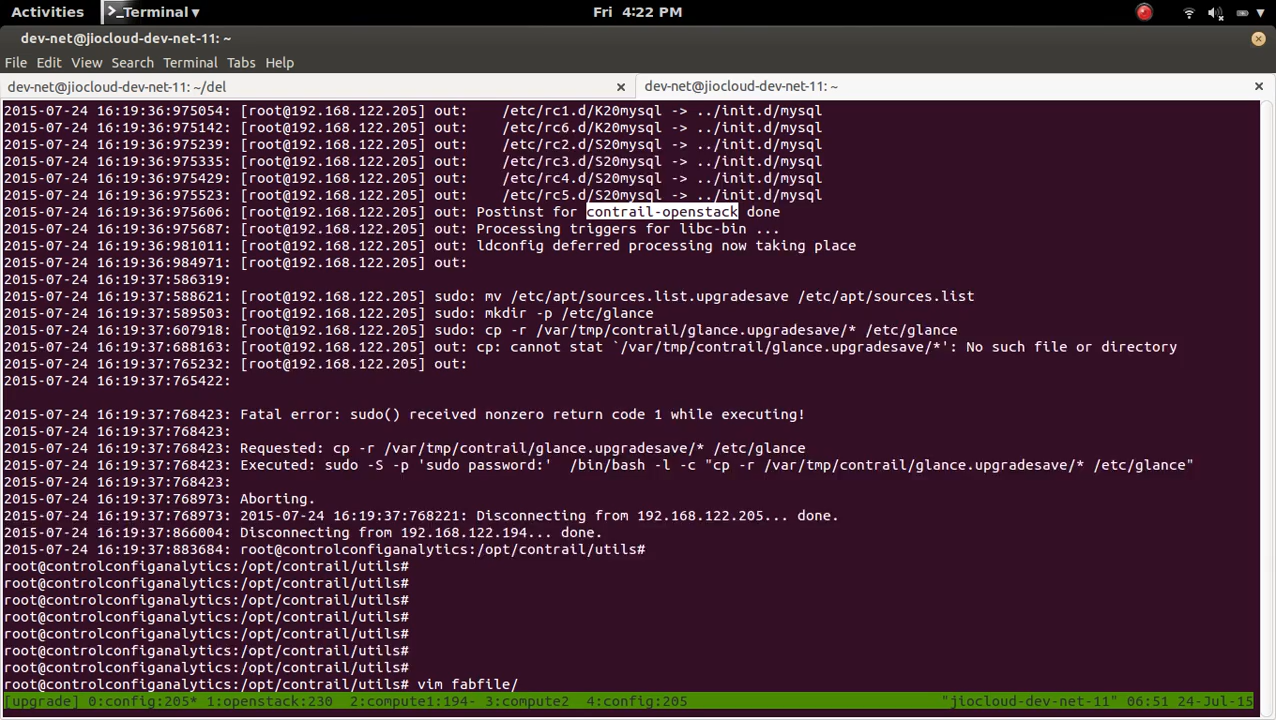 Activities
Terminal
Fri 4:22 PM
dev-net@jiocloud-dev-net-11: ~
File Edit View Search Terminal Tabs Help
dev-net@jiocloud-dev-net-11: ~/del
dev-net@jiocloud-dev-net-11: ~
2015-07-24 16:19:36:975054: [root@192.168.122.205] out:    /etc/rc1.d/K20mysql -> ../init.d/mysql
2015-07-24 16:19:36:975142: [root@192.168.122.205] out:    /etc/rc6.d/K20mysql -> ../init.d/mysql
2015-07-24 16:19:36:975239: [root@192.168.122.205] out:    /etc/rc2.d/S20mysql -> ../init.d/mysql
2015-07-24 16:19:36:975335: [root@192.168.122.205] out:    /etc/rc3.d/S20mysql -> ../init.d/mysql
2015-07-24 16:19:36:975429: [root@192.168.122.205] out:    /etc/rc4.d/S20mysql -> ../init.d/mysql
2015-07-24 16:19:36:975523: [root@192.168.122.205] out:    /etc/rc5.d/S20mysql -> ../init.d/mysql
2015-07-24 16:19:36:975606: [root@192.168.122.205] out: Postinst for contrail-openstack done
2015-07-24 16:19:36:975687: [root@192.168.122.205] out: Processing triggers for libc-bin ...
2015-07-24 16:19:36:981011: [root@192.168.122.205] out: ldconfig deferred processing now taking place
2015-07-24 16:19:36:984971: [root@192.168.122.205] out:
2015-07-24 16:19:37:586319:
2015-07-24 16:19:37:588621: [root@192.168.122.205] sudo: mv /etc/apt/sources.list.upgradesave /etc/apt/sources.list
2015-07-24 16:19:37:589503: [root@192.168.122.205] sudo: mkdir -p /etc/glance
2015-07-24 16:19:37:607918: [root@192.168.122.205] sudo: cp -r /var/tmp/contrail/glance.upgradesave/* /etc/glance
2015-07-24 16:19:37:688163: [root@192.168.122.205] out: cp: cannot stat `/var/tmp/contrail/glance.upgradesave/*': No such file or directory
2015-07-24 16:19:37:765232: [root@192.168.122.205] out:
2015-07-24 16:19:37:765422:
2015-07-24 16:19:37:768423: Fatal error: sudo() received nonzero return code 1 while executing!
2015-07-24 16:19:37:768423:
2015-07-24 16:19:37:768423: Requested: cp -r /var/tmp/contrail/glance.upgradesave/* /etc/glance
2015-07-24 16:19:37:768423: Executed: sudo -S -p 'sudo password:'  /bin/bash -l -c "cp -r /var/tmp/contrail/glance.upgradesave/* /etc/glance"
2015-07-24 16:19:37:768423:
2015-07-24 16:19:37:768973: Aborting.
2015-07-24 16:19:37:768973: 2015-07-24 16:19:37:768221: Disconnecting from 192.168.122.205... done.
2015-07-24 16:19:37:866004: Disconnecting from 192.168.122.194... done.
2015-07-24 16:19:37:883684: root@controlconfiganalytics:/opt/contrail/utils#
root@controlconfiganalytics:/opt/contrail/utils#
root@controlconfiganalytics:/opt/contrail/utils#
root@controlconfiganalytics:/opt/contrail/utils#
root@controlconfiganalytics:/opt/contrail/utils#
root@controlconfiganalytics:/opt/contrail/utils#
root@controlconfiganalytics:/opt/contrail/utils#
root@controlconfiganalytics:/opt/contrail/utils#
root@controlconfiganalytics:/opt/contrail/utils# vim fabfile/
[upgrade] 0:config:205* 1:openstack:230  2:compute1:194- 3:compute2  4:config:205 "jiocloud-dev-net-11" 06:51 24-Jul-15